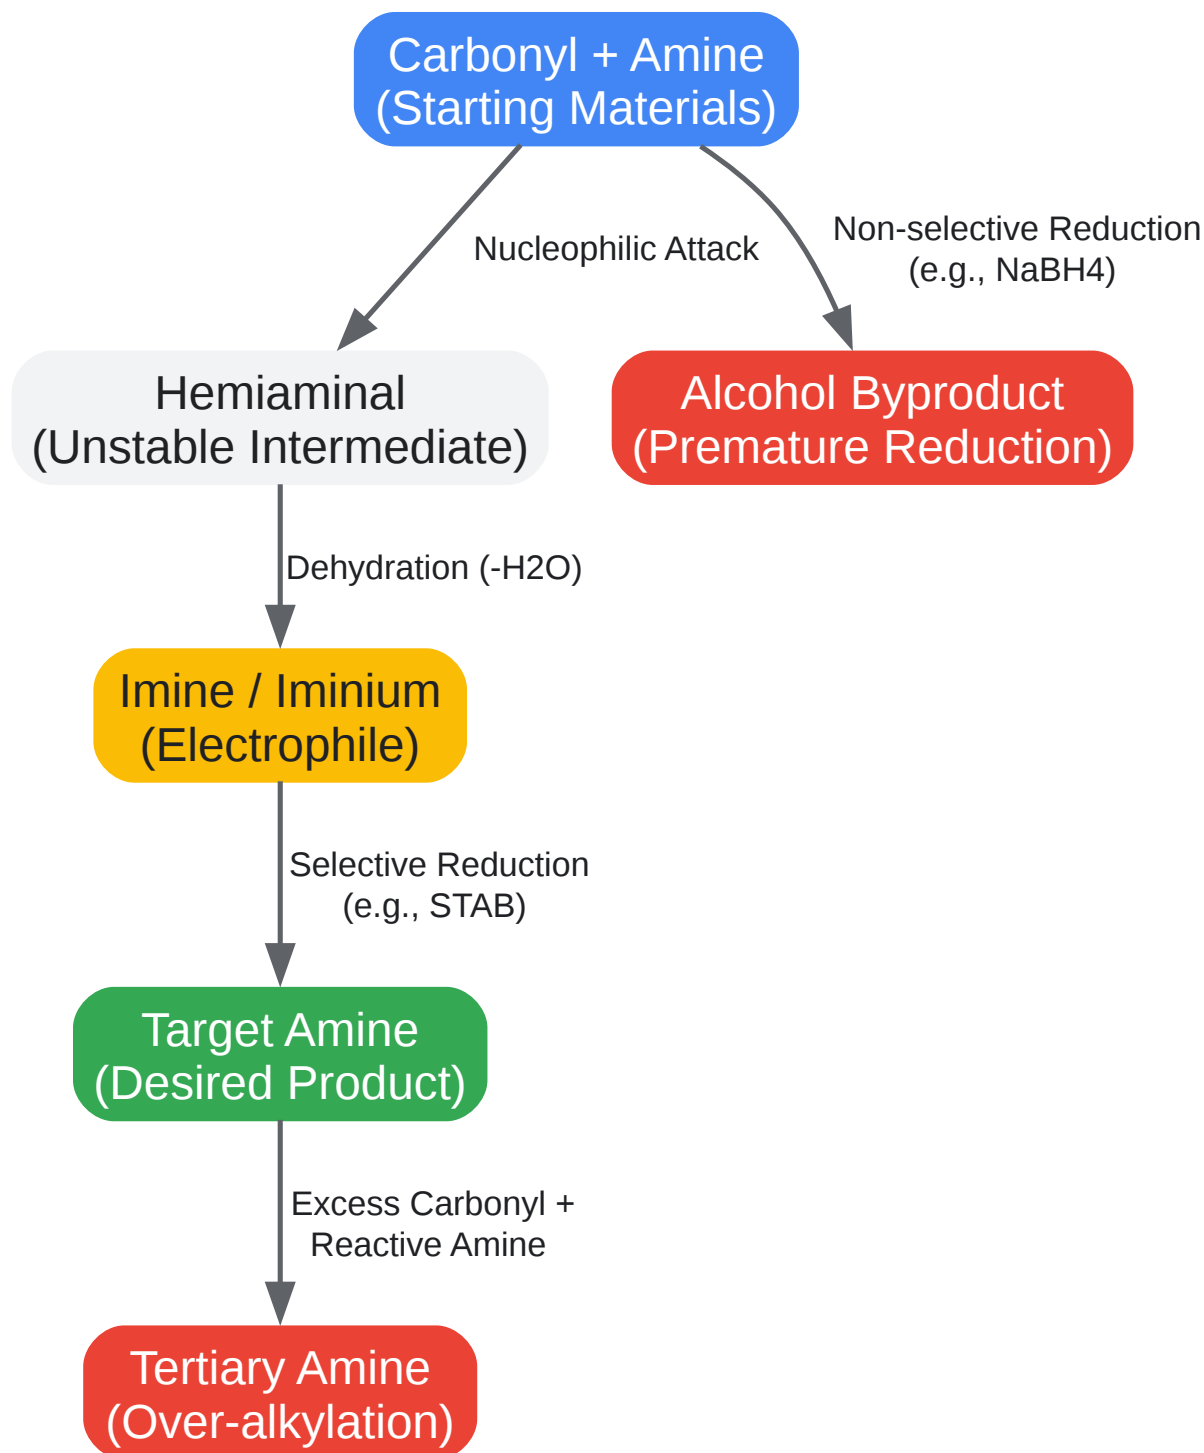 Carbonyl + Amine
(Starting Materials)
Nucleophilic Attack
Non-selective Reduction
(e.g., NaBH4)
Hemiaminal
(Unstable Intermediate)
Alcohol Byproduct
(Premature Reduction)
Dehydration (-H2O)
Imine / Iminium
(Electrophile)
Selective Reduction
(e.g., STAB)
Target Amine
(Desired Product)
Excess Carbonyl +
Reactive Amine
Tertiary Amine
(Over-alkylation)